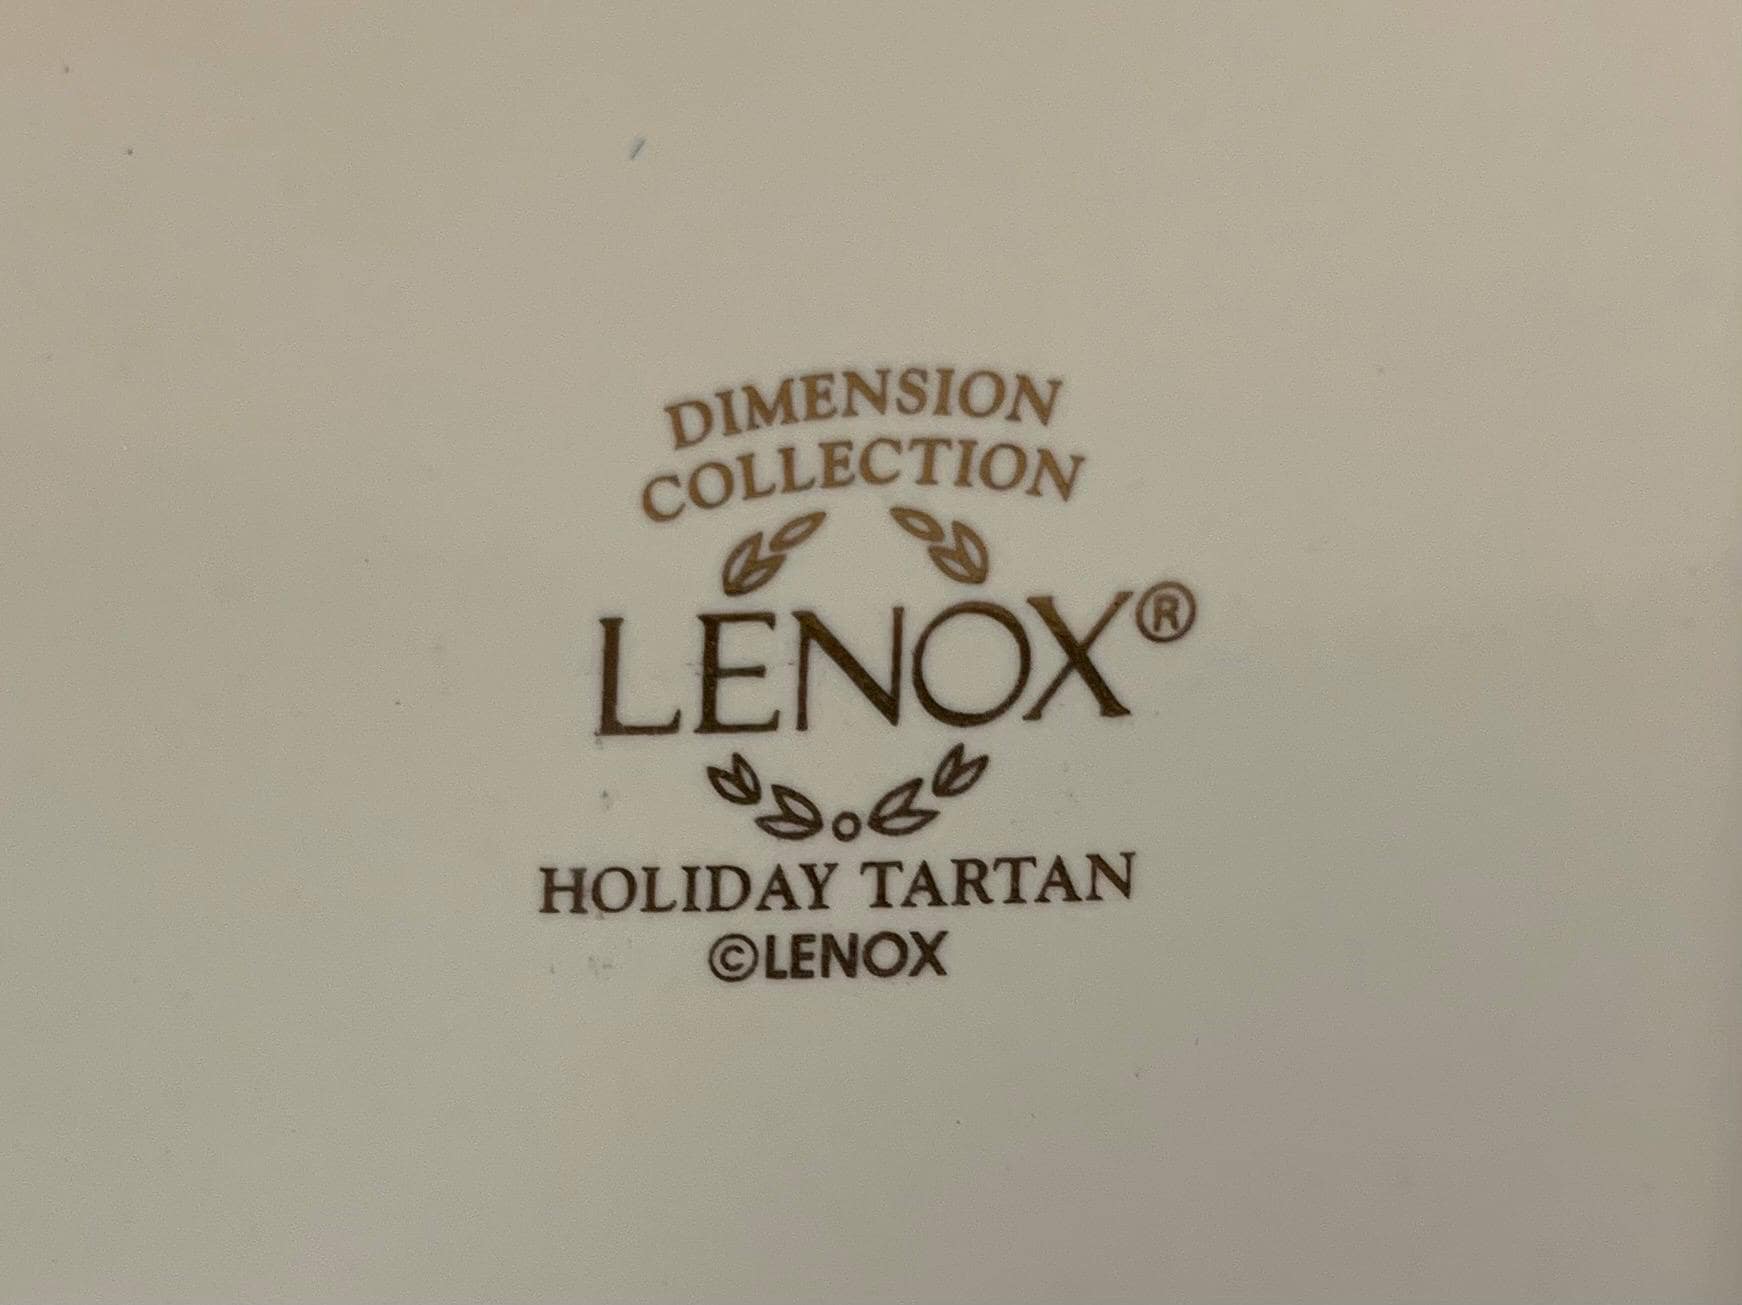 DIMENSION
COLLECTION
LENOX®
HOLIDAY TARTAN
©LENOX